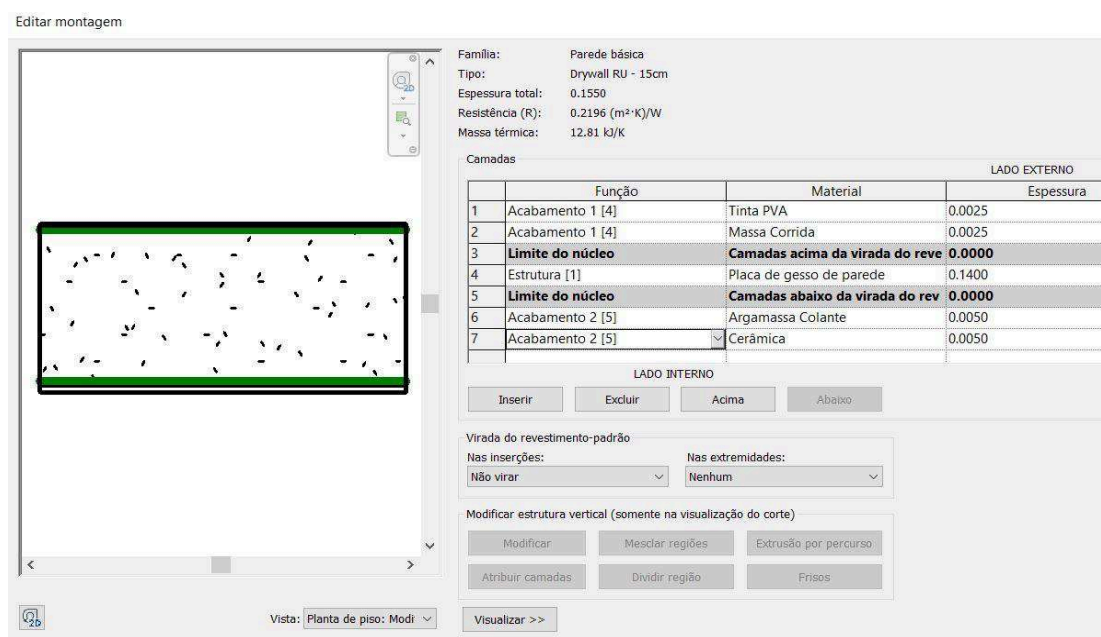 Editar montagem
2D
Família: Parede básica
Tipo: Drywall RU - 15cm
Espessura total: 0.1550
Resistência (R): 0.2196 (m²·K)/W
Massa térmica: 12.81 kJ/K
Camadas
LADO EXTERNO
Função Material Espessura
1 Acabamento 1 [4] Tinta PVA 0.0025
2 Acabamento 1 [4] Massa Corrida 0.0025
3 Limite do núcleo Camadas acima da virada do reve 0.0000
4 Estrutura [1] Placa de gesso de parede 0.1400
5 Limite do núcleo Camadas abaixo da virada do rev 0.0000
6 Acabamento 2 [5] Argamassa Colante 0.0050
7 Acabamento 2 [5] Cerâmica 0.0050
LADO INTERNO
Inserir Excluir Acima Abaixo
Virada do revestimento-padrão
Nas inserções: Nas extremidades:
Não virar Nenhum
Modificar estrutura vertical (somente na visualização do corte)
Modificar Mesclar regiões Extrusão por percurso
Atribuir camadas Dividir região Frisos
2D Vista: Planta de piso: Modi Visualizar >>